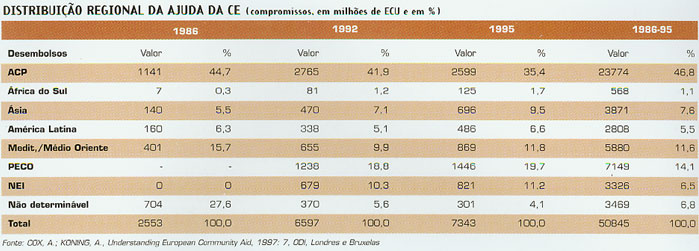 DISTRIBUIÇÃO REGIONAL DA AJUDA DA CE (compromissos, em milhões de ECU e em %)
1986 1992 1995 1986-95
Desembolsos Valor % Valor % Valor % Valor %
ACP 1141 44,7 2765 41,9 2599 35,4 23774 46,8
África do Sul 7 0,3 81 1,2 125 1,7 568 1,1
Ásia 140 5,5 470 7,1 696 9,5 3871 7,6
América Latina 160 6,3 338 5,1 486 6,6 2808 5,5
Medit./Médio Oriente 401 15,7 655 9,9 869 11,8 5880 11,6
PECO - - 1238 18,8 1446 19,7 7149 14,1
NEI 0 0 679 10,3 821 11,2 3326 6,5
Não determinável 704 27,6 370 5,6 301 4,1 3469 6,8
Total 2553 100,0 6597 100,0 7343 100,0 50845 100,0
Fonte: COX, A.; KONING, A., Understanding European Community Aid, 1997: 7, ODI, Londres e Bruxelas